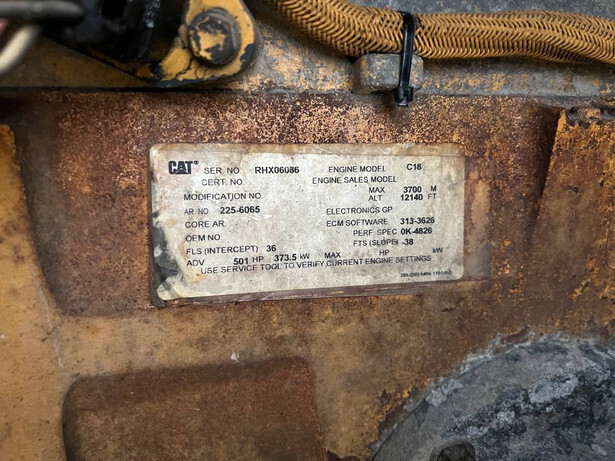 CAT® SER. NO. RHX06086 ENGINE MODEL C18
CERT. NO. ENGINE SALES MODEL
MODIFICATION NO. MAX ALT 3700 M 12140 FT
AR NO 225-6065 ELECTRONICS GP
CORE AR. ECM SOFTWARE 313-3626
OEM NO PERF. SPEC 0K-4826
FLS (INTERCEPT) 36 FTS (SLOPE) -38
ADV 501 HP 373.5 kW MAX HP kW
USE SERVICE TOOL TO VERIFY CURRENT ENGINE SETTINGS